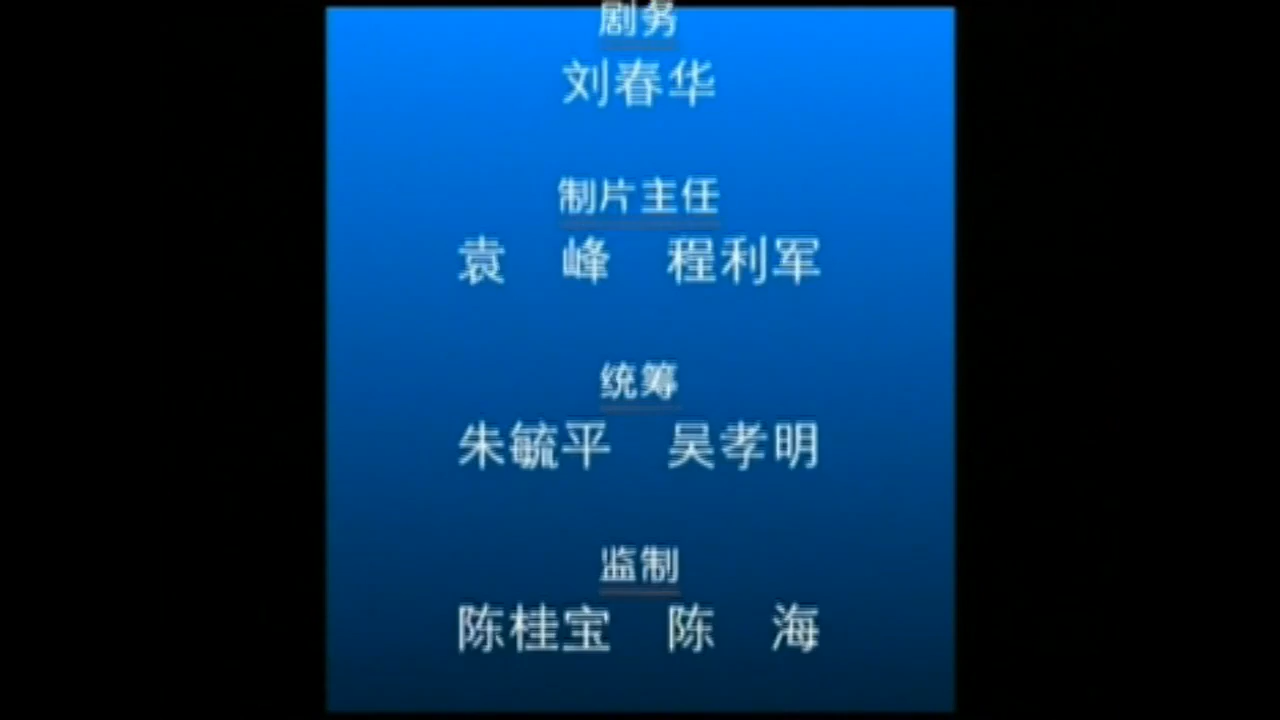 剧务
刘春华
制片主任
袁　峰　程利军
统筹
朱毓平　吴孝明
监制
陈桂宝　陈　海